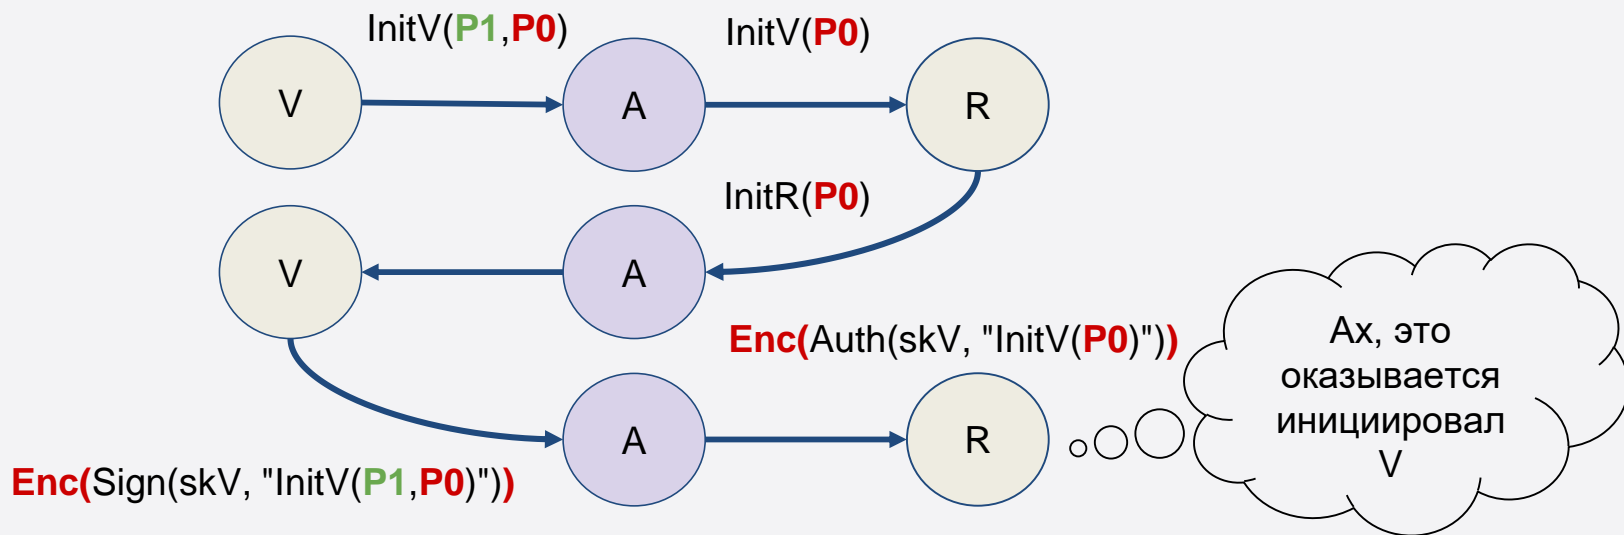 InitV(P1,P0)
InitV(P0)
V
A
R
InitR(P0)
V
A
Enc(Auth(skV, "InitV(P0)"))
A
R
Enc(Sign(skV, "InitV(P1,P0)"))
Ах, это
оказывается
инициировал
V